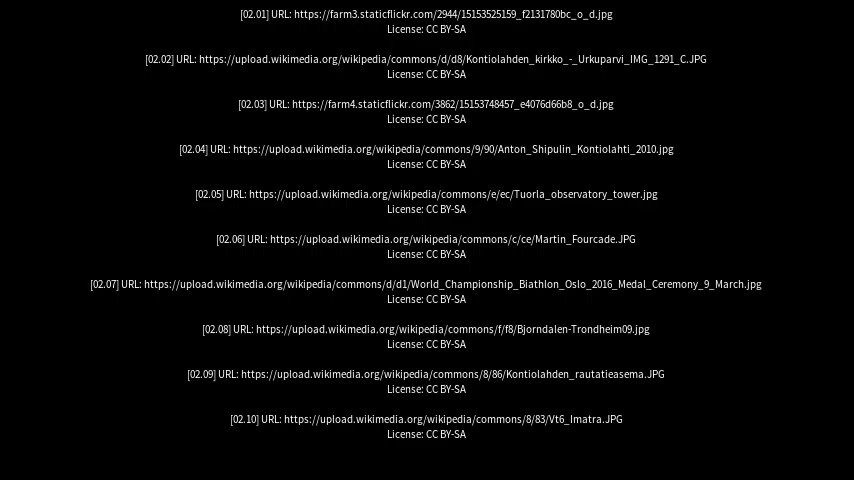 [02.01] URL: https://farm3.staticflickr.com/2944/15153525159_f2131780bc_o_d.jpg
License: CC BY-SA
[02.02] URL: https://upload.wikimedia.org/wikipedia/commons/d/d8/Kontiolahden_kirkko_-_Urkuparvi_IMG_1291_C.JPG
License: CC BY-SA
[02.03] URL: https://farm4.staticflickr.com/3862/15153748457_e4076d66b8_o_d.jpg
License: CC BY-SA
[02.04] URL: https://upload.wikimedia.org/wikipedia/commons/9/90/Anton_Shipulin_Kontiolahti_2010.jpg
License: CC BY-SA
[02.05] URL: https://upload.wikimedia.org/wikipedia/commons/e/ec/Tuorla_observatory_tower.jpg
License: CC BY-SA
[02.06] URL: https://upload.wikimedia.org/wikipedia/commons/c/ce/Martin_Fourcade.JPG
License: CC BY-SA
[02.07] URL: https://upload.wikimedia.org/wikipedia/commons/d/d1/World_Championship_Biathlon_Oslo_2016_Medal_Ceremony_9_March.jpg
License: CC BY-SA
[02.08] URL: https://upload.wikimedia.org/wikipedia/commons/f/f8/Bjorndalen-Trondheim09.jpg
License: CC BY-SA
[02.09] URL: https://upload.wikimedia.org/wikipedia/commons/8/86/Kontiolahden_rautatieasema.JPG
License: CC BY-SA
[02.10] URL: https://upload.wikimedia.org/wikipedia/commons/8/83/Vt6_Imatra.JPG
License: CC BY-SA